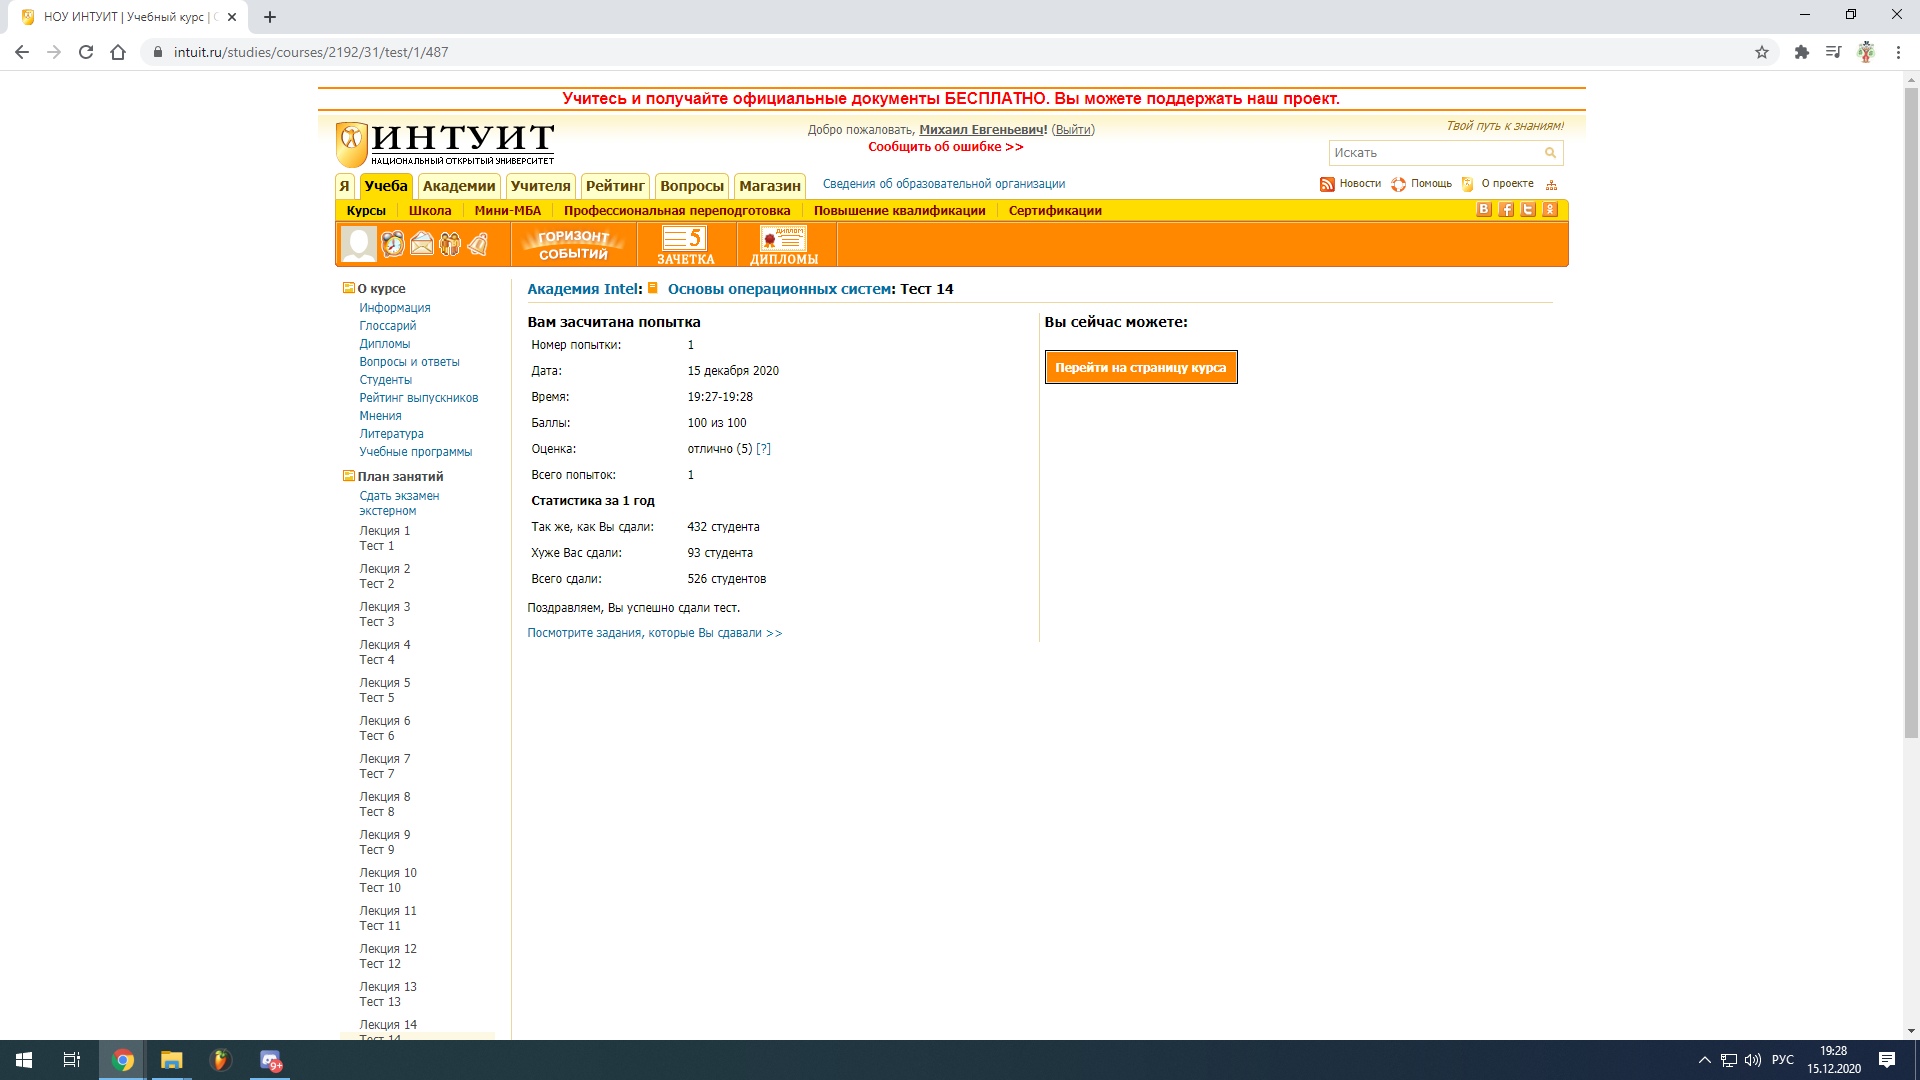 НОУ ИНТУИТ | Учебный курс |
intuit.ru/studies/courses/2192/31/test/1/487
Учитесь и получайте официальные документы БЕСПЛАТНО. Вы можете поддержать наш проект.
ИНТУИТ
НАЦИОНАЛЬНЫЙ ОТКРЫТЫЙ УНИВЕРСИТЕТ
Добро пожаловать, Михаил Евгеньевич! (Выйти)
Сообщить об ошибке >>
Твой путь к знаниям!
Искать
Я Учеба Академии Учителя Рейтинг Вопросы Магазин Сведения об образовательной организации Новости Помощь О проекте
Курсы Школа Мини-МБА Профессиональная переподготовка Повышение квалификации Сертификации
ГОРИЗОНТ СОБЫТИЙ
5 ЗАЧЕТКА
ДИПЛОМ ДИПЛОМЫ
О курсе
Информация
Глоссарий
Дипломы
Вопросы и ответы
Студенты
Рейтинг выпускников
Мнения
Литература
Учебные программы
План занятий
Сдать экзамен
экстерном
Лекция 1
Тест 1
Лекция 2
Тест 2
Лекция 3
Тест 3
Лекция 4
Тест 4
Лекция 5
Тест 5
Лекция 6
Тест 6
Лекция 7
Тест 7
Лекция 8
Тест 8
Лекция 9
Тест 9
Лекция 10
Тест 10
Лекция 11
Тест 11
Лекция 12
Тест 12
Лекция 13
Тест 13
Лекция 14
Тест 14
Академия Intel: Основы операционных систем: Тест 14
Вам засчитана попытка
Номер попытки: 1
Дата: 15 декабря 2020
Время: 19:27-19:28
Баллы: 100 из 100
Оценка: отлично (5) [?]
Всего попыток: 1
Статистика за 1 год
Так же, как Вы сдали: 432 студента
Хуже Вас сдали: 93 студента
Всего сдали: 526 студентов
Поздравляем, Вы успешно сдали тест.
Посмотрите задания, которые Вы сдавали >>
Вы сейчас можете:
Перейти на страницу курса
9+
РУС
19:28
15.12.2020